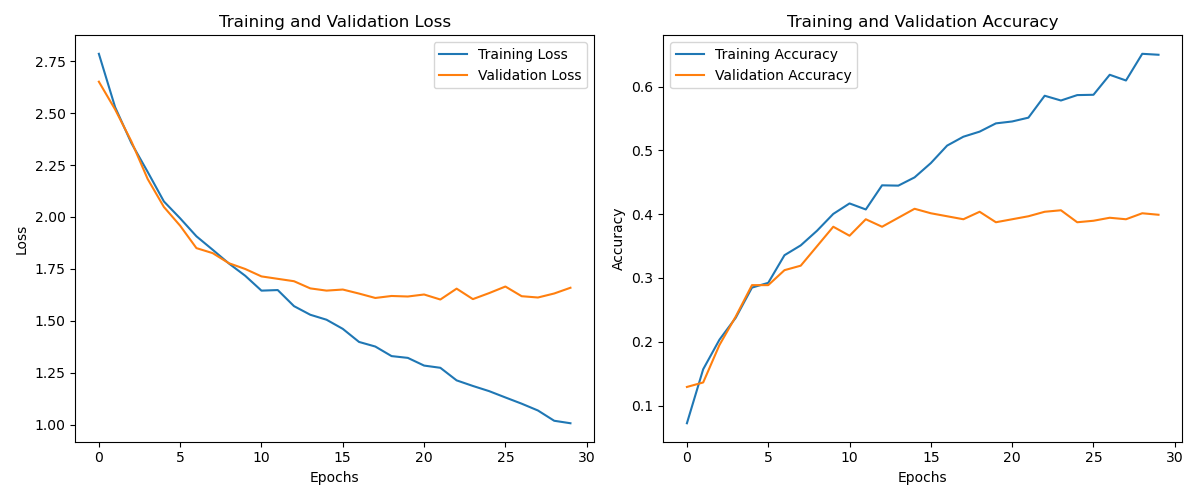 Training and Validation Loss
Training Loss
Validation Loss
2.75
2.50
2.25
2.00
1.75
1.50
1.25
1.00
Loss
0 5 10 15 20 25 30
Epochs
Training and Validation Accuracy
Training Accuracy
Validation Accuracy
0.6
0.5
0.4
0.3
0.2
0.1
Accuracy
0 5 10 15 20 25 30
Epochs